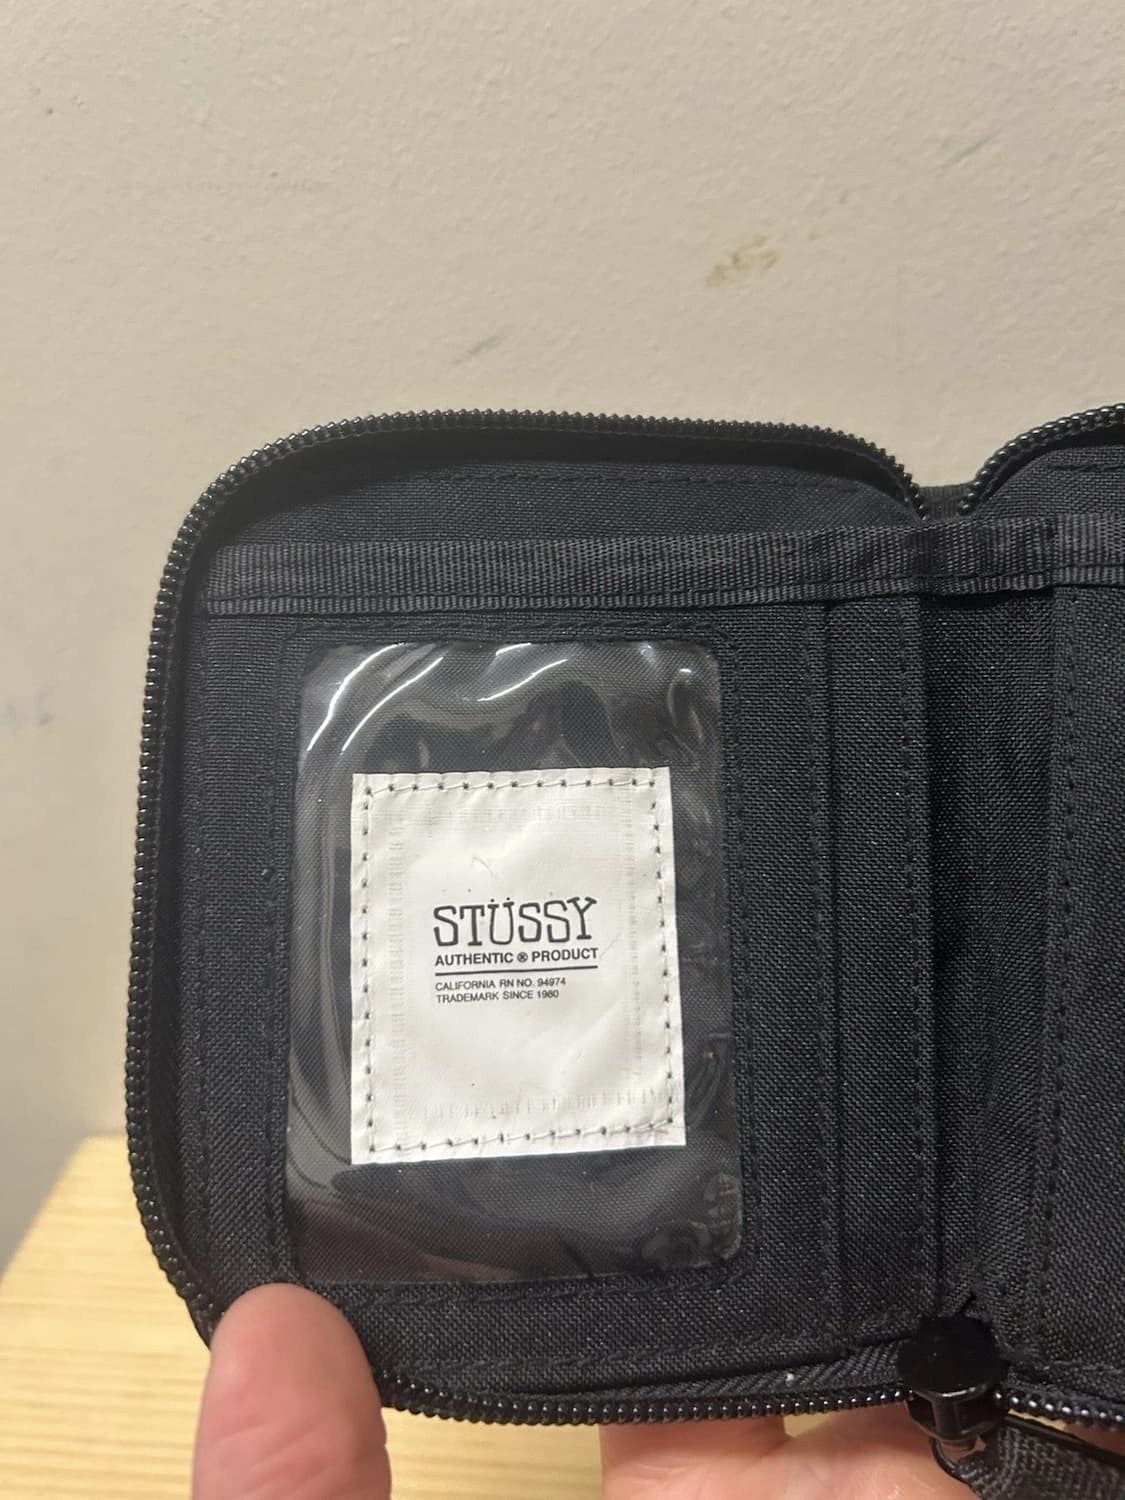 STÜSSY
AUTHENTIC ® PRODUCT
CALIFORNIA RN NO. 94974
TRADEMARK SINCE 1980